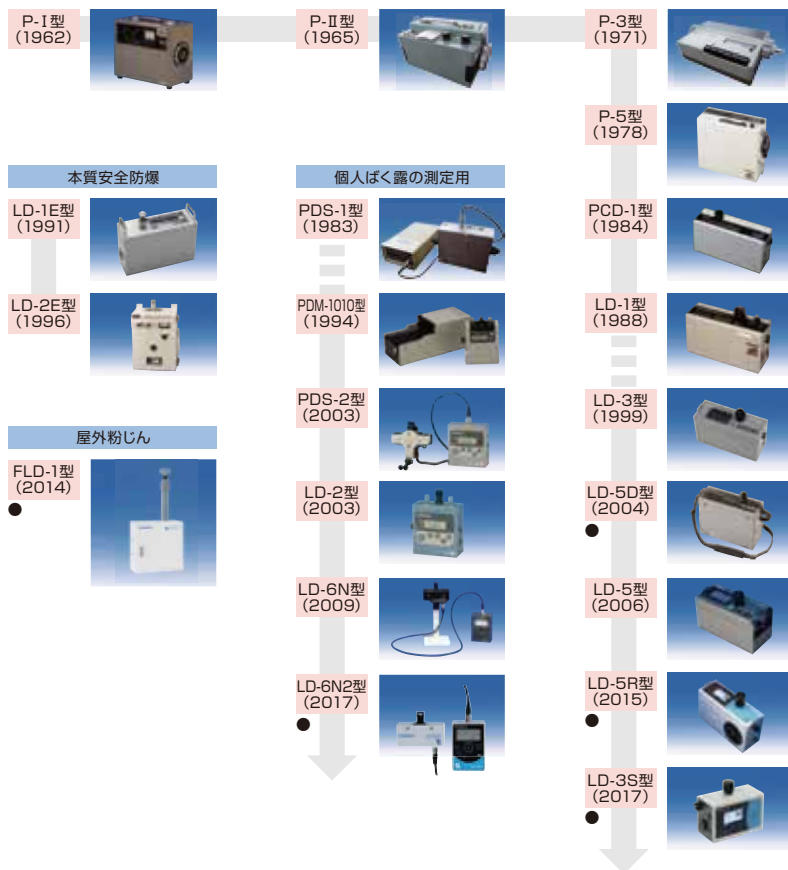 P-Ⅰ型
(1962)
P-Ⅱ型
(1965)
P-3型
(1971)
P-5型
(1978)
本質安全防爆
LD-1E型
(1991)
LD-2E型
(1996)
屋外粉じん
FLD-1型
(2014)
●
個人ばく露の測定用
PDS-1型
(1983)
PDM-1010型
(1994)
PDS-2型
(2003)
LD-2型
(2003)
LD-6N型
(2009)
LD-6N2型
(2017)
●
PCD-1型
(1984)
LD-1型
(1988)
LD-3型
(1999)
LD-5D型
(2004)
●
LD-5型
(2006)
LD-5R型
(2015)
●
LD-3S型
(2017)
●